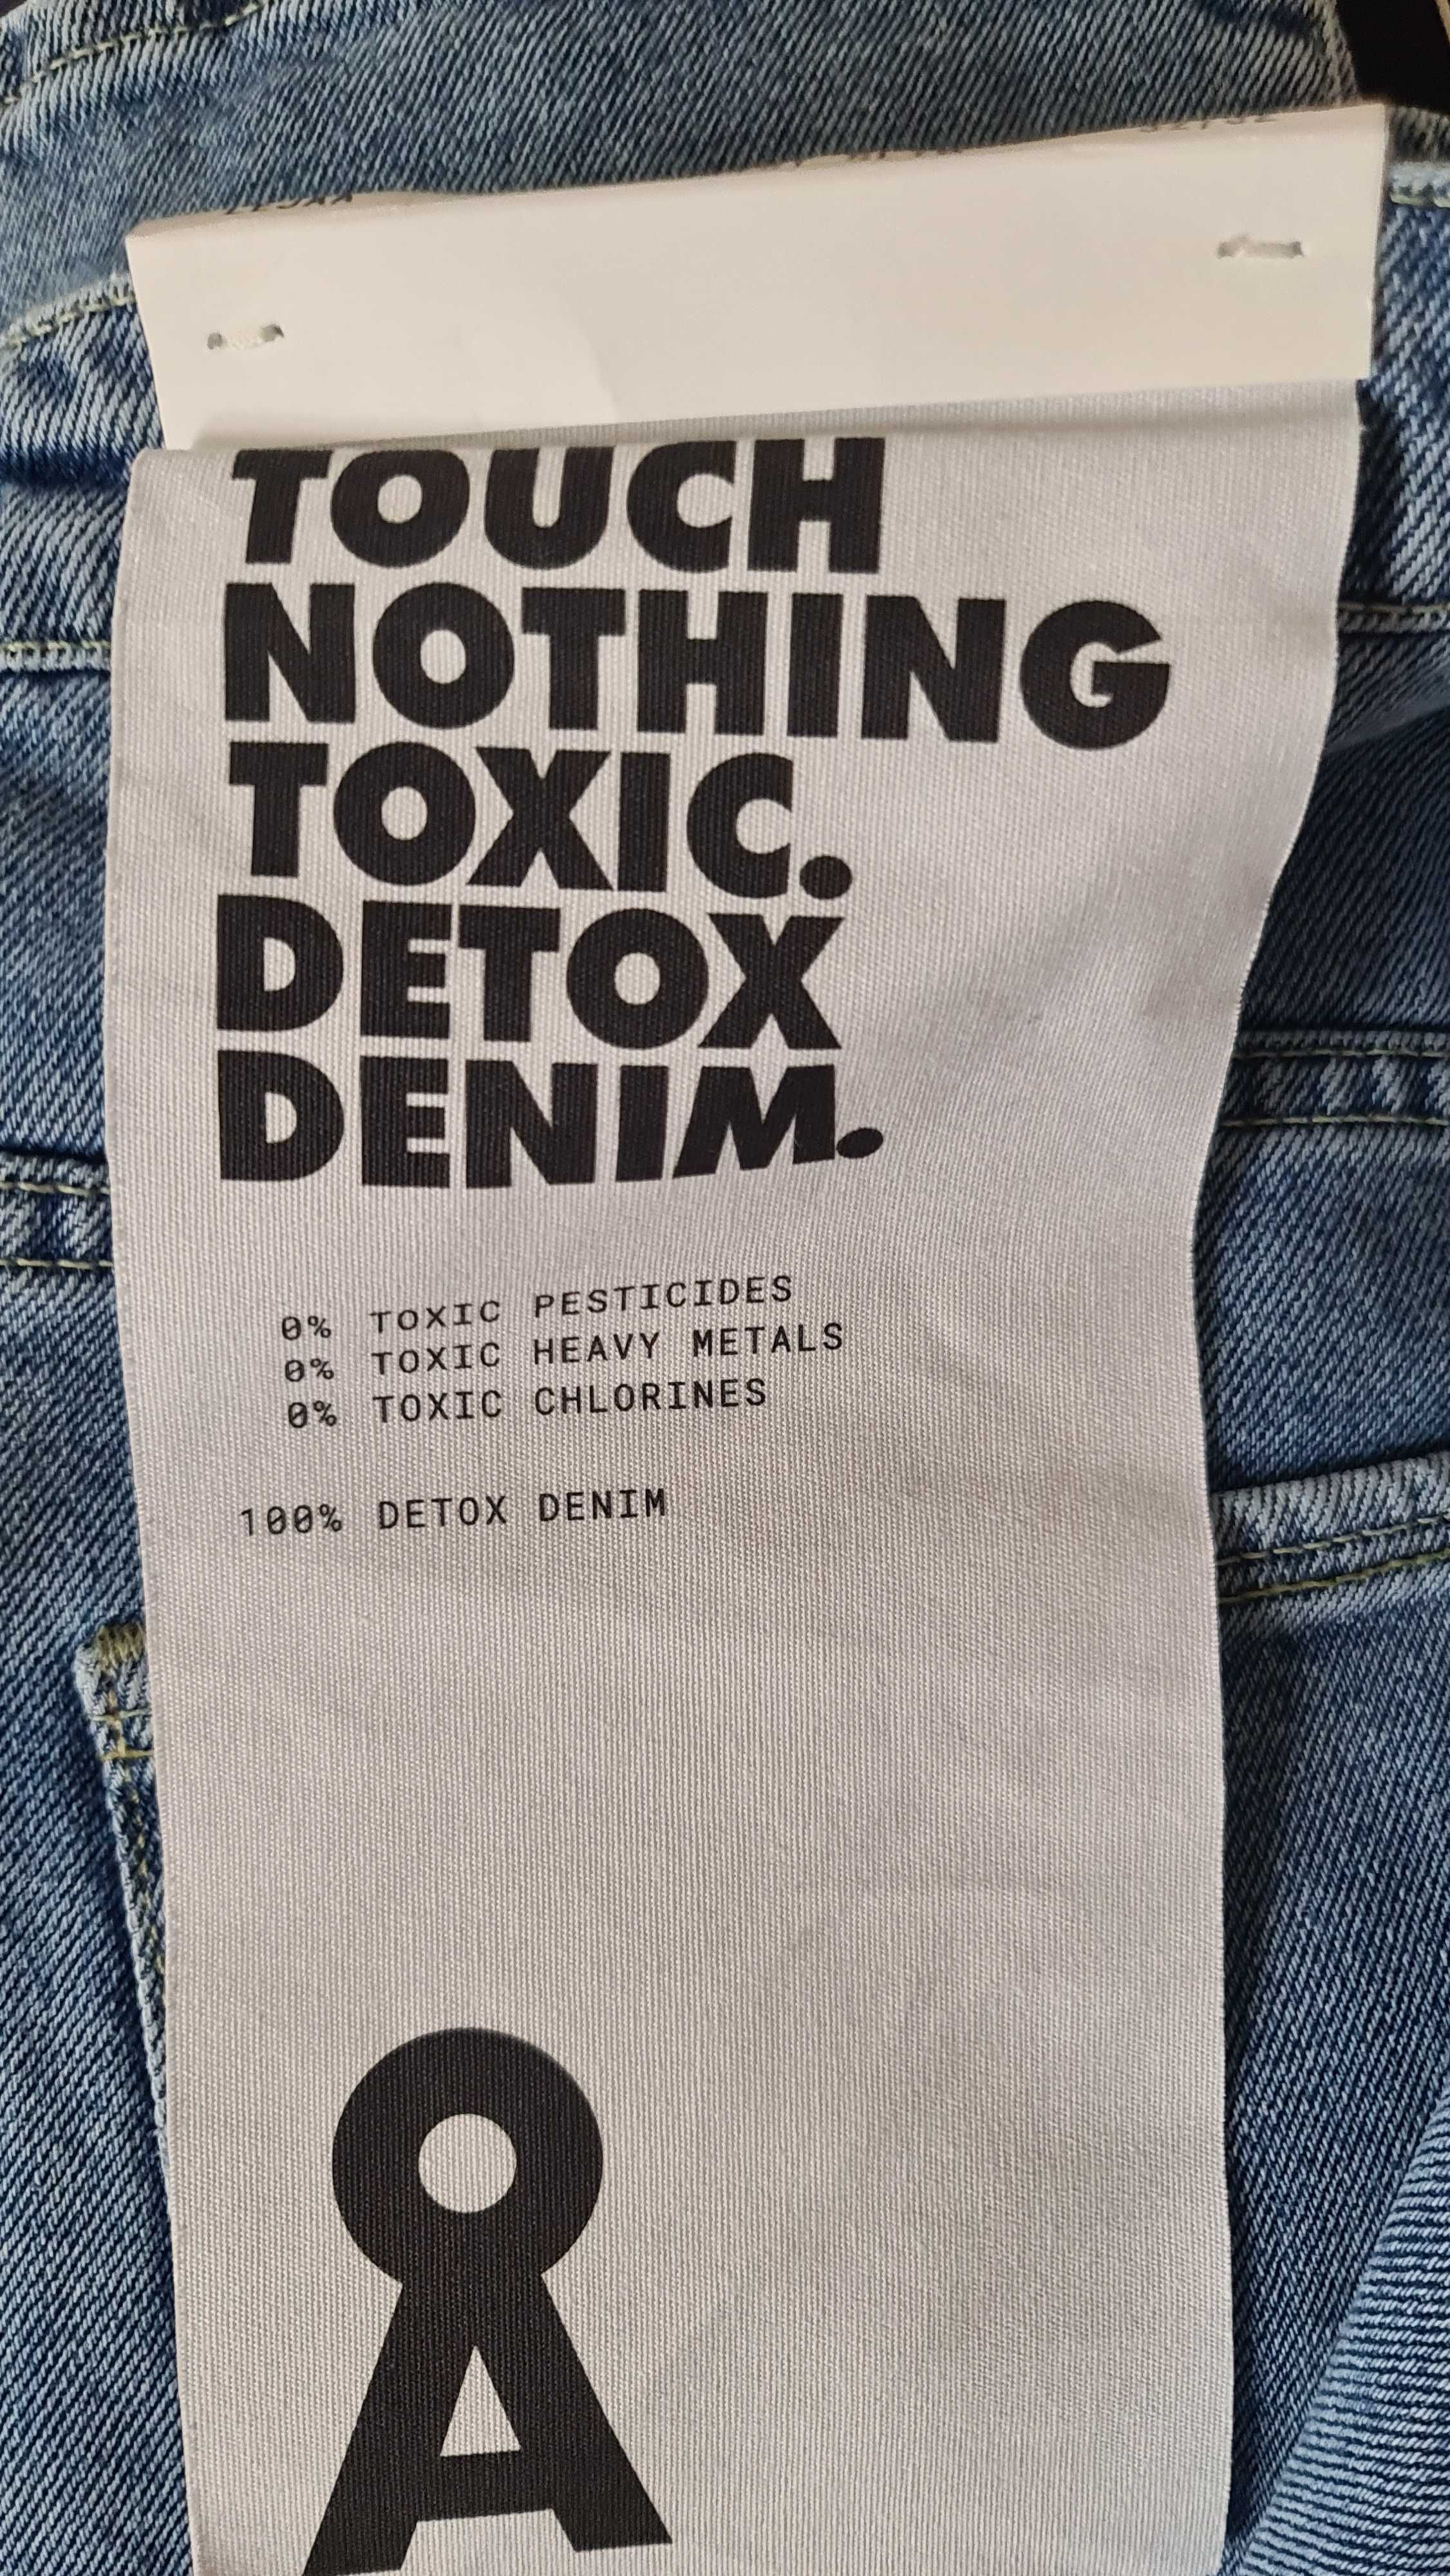 TOUCH
NOTHING
TOXIC.
DETOX
DENIM.
0% TOXIC PESTICIDES
0% TOXIC HEAVY METALS
0% TOXIC CHLORINES
100% DETOX DENIM
Å